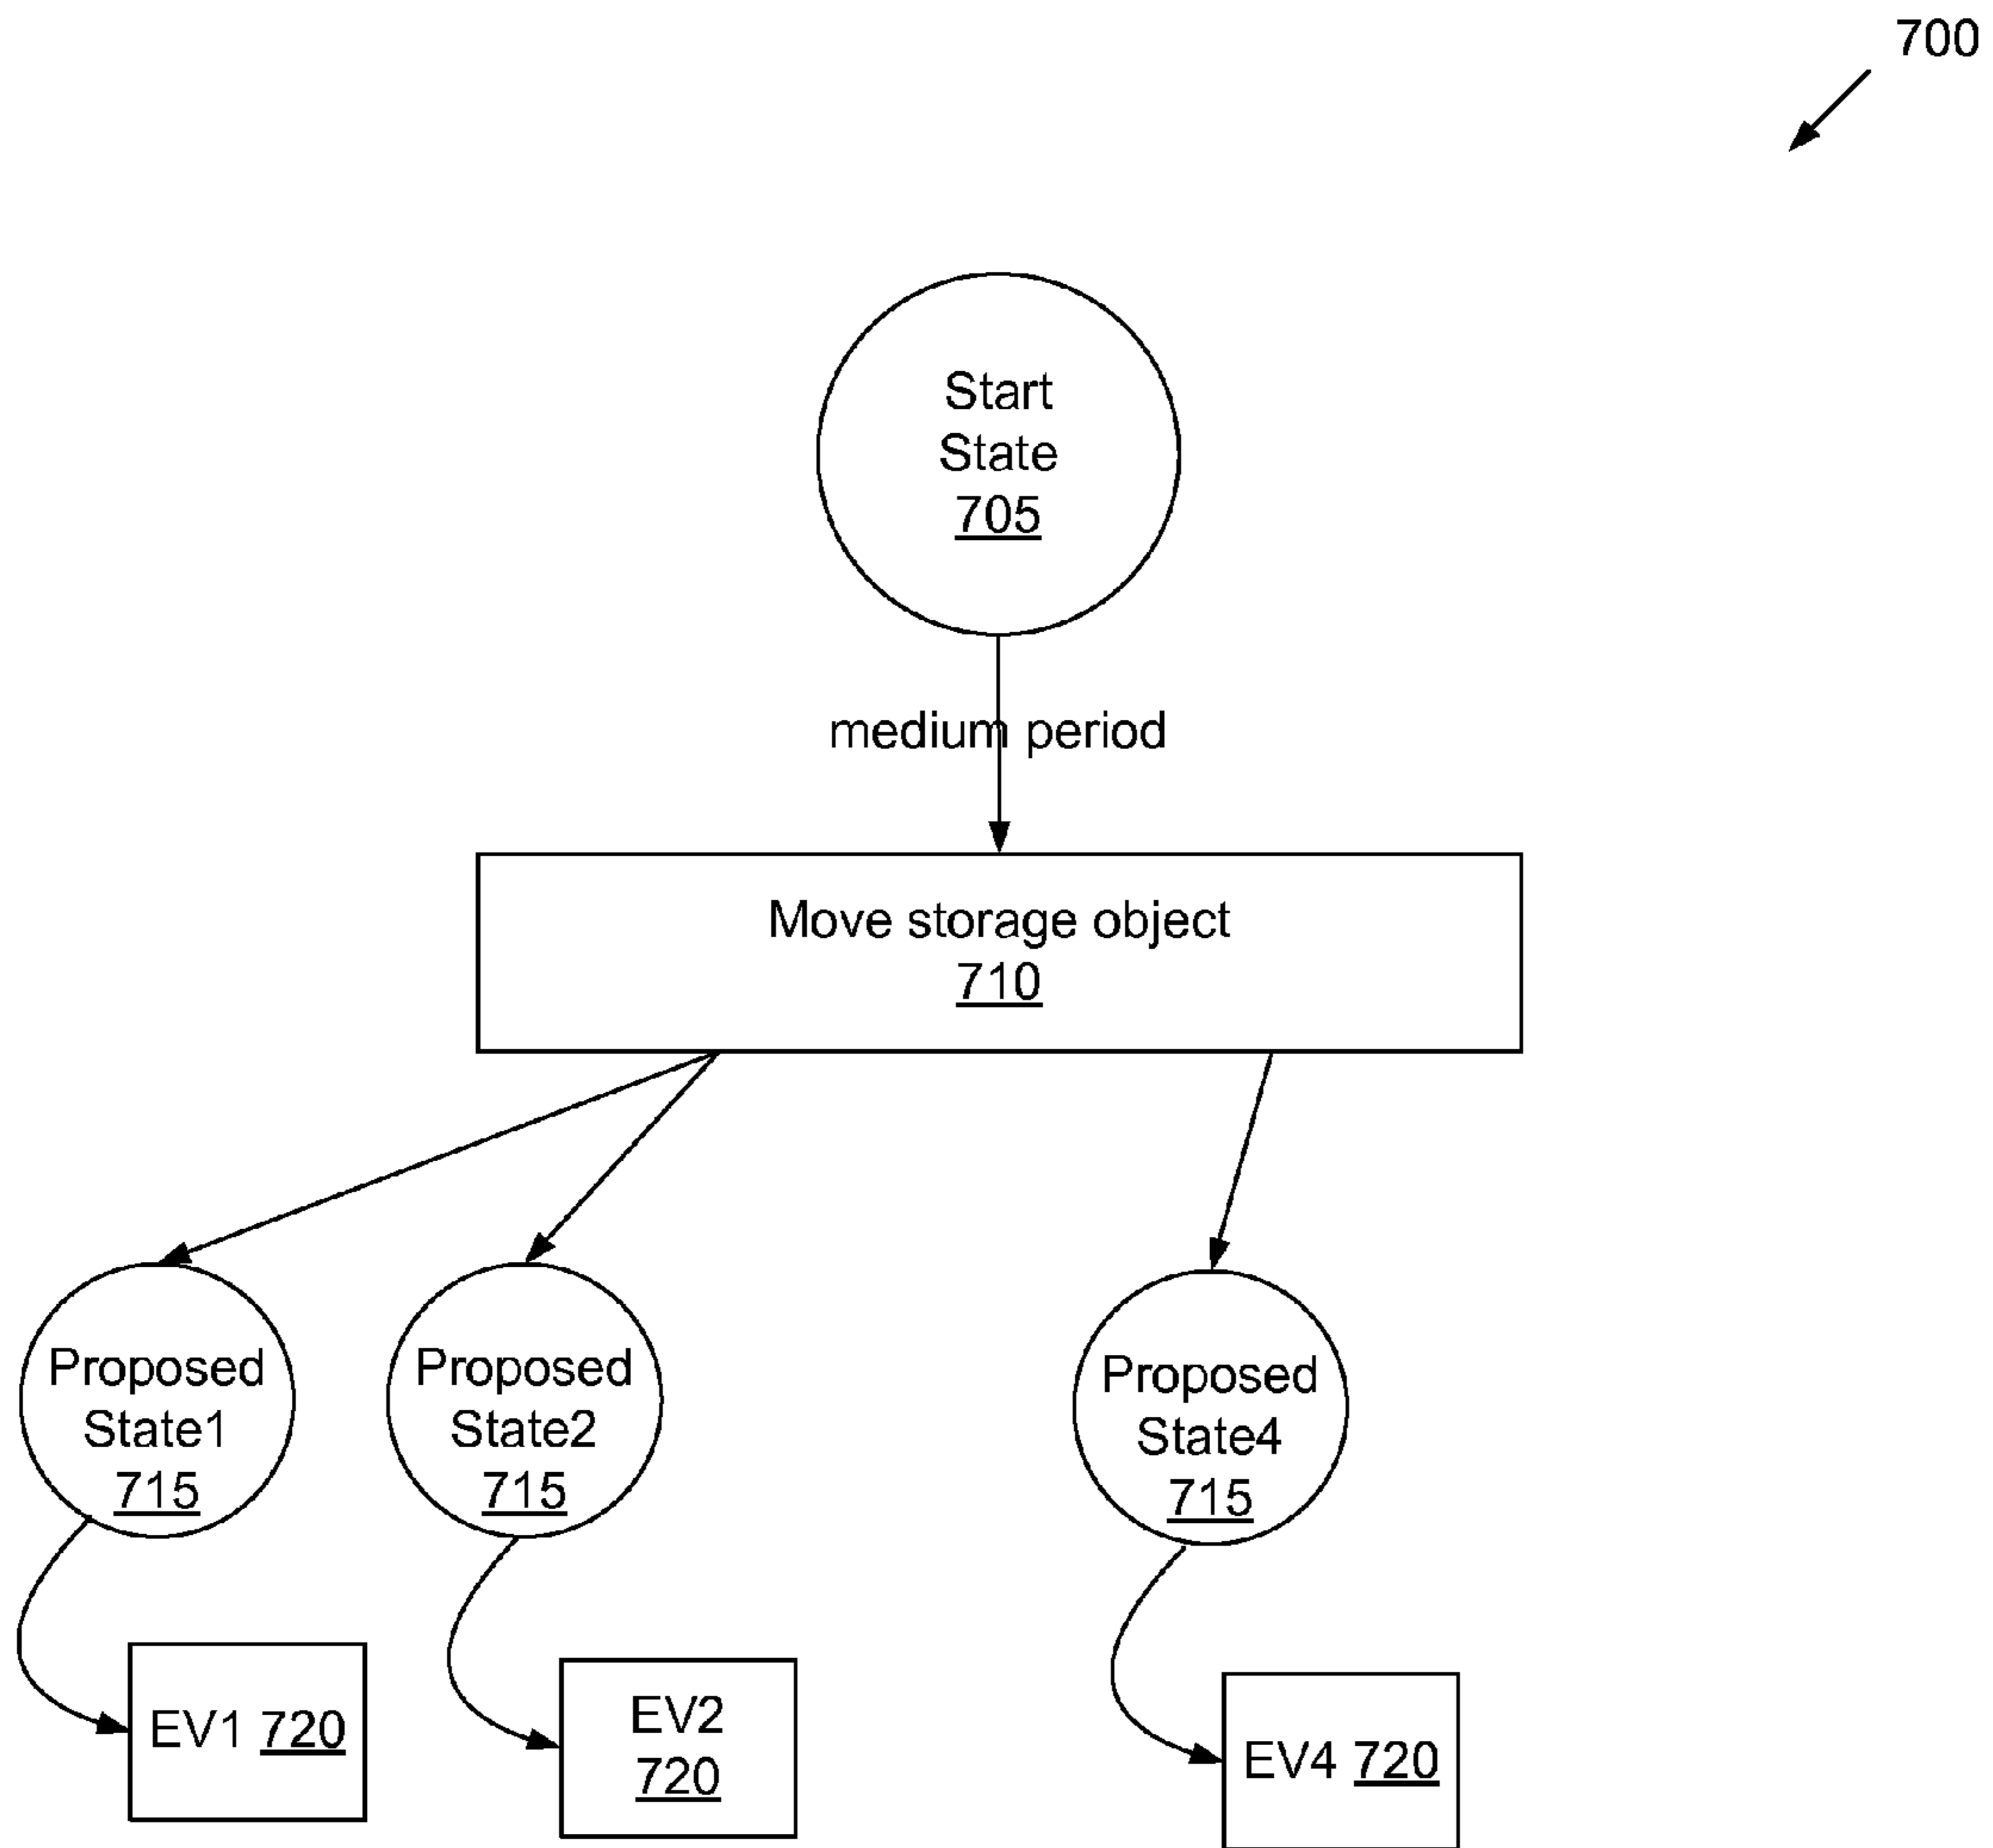 700
Start
State
705
medium period
Move storage object
710
Proposed
State1
715
Proposed
State2
715
Proposed
State4
715
EV1 720
EV2
720
EV4 720